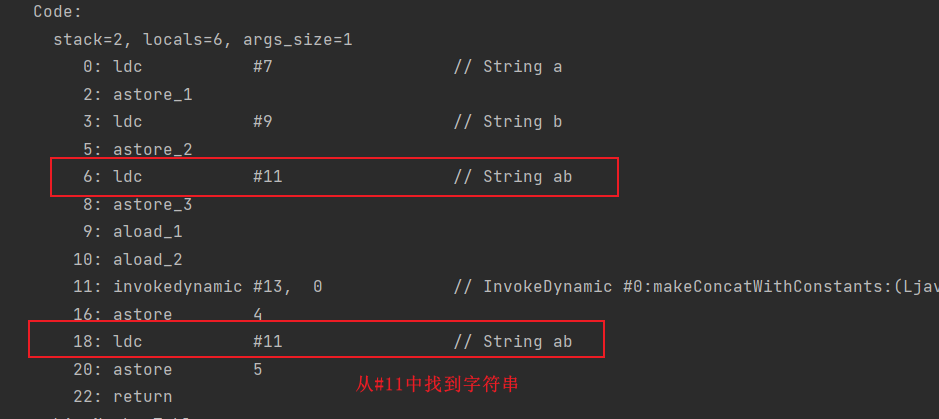 Code:
stack=2, locals=6, args_size=1
0: ldc #7 // String a
2: astore_1
3: ldc #9 // String b
5: astore_2
6: ldc #11 // String ab
8: astore_3
9: aload_1
10: aload_2
11: invokedynamic #13, 0 // InvokeDynamic #0:makeConcatWithConstants:(Ljav
16: astore 4
18: ldc #11 // String ab
20: astore 5
22: return
从#11中找到字符串